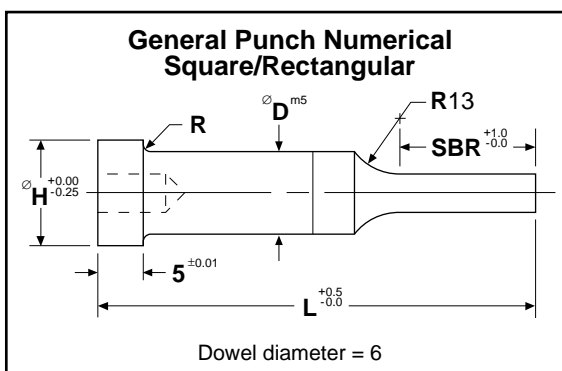 General Punch Numerical
Square/Rectangular
R
⌀D m5
R13
SBR +1.0 -0.0
⌀H +0.00 -0.25
5 ±0.01
L +0.5 -0.0
Dowel diameter = 6